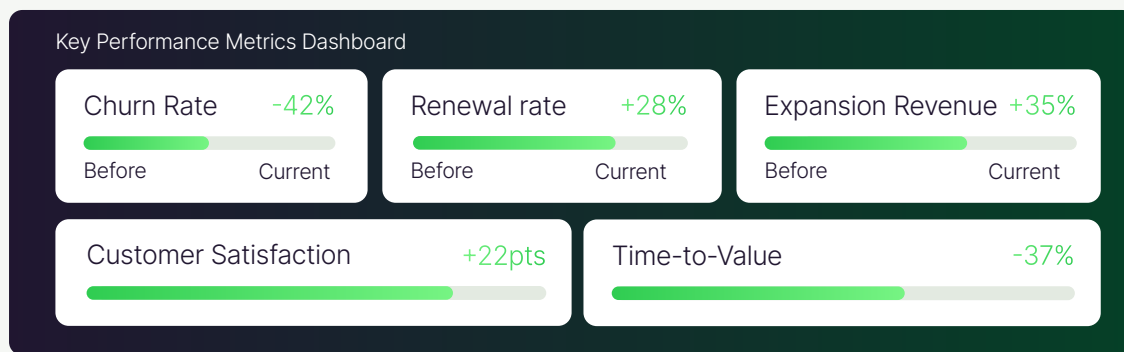 Key Performance Metrics Dashboard
Churn Rate -42%
Before Current
Renewal rate +28%
Before Current
Expansion Revenue +35%
Before Current
Customer Satisfaction +22pts
Time-to-Value -37%